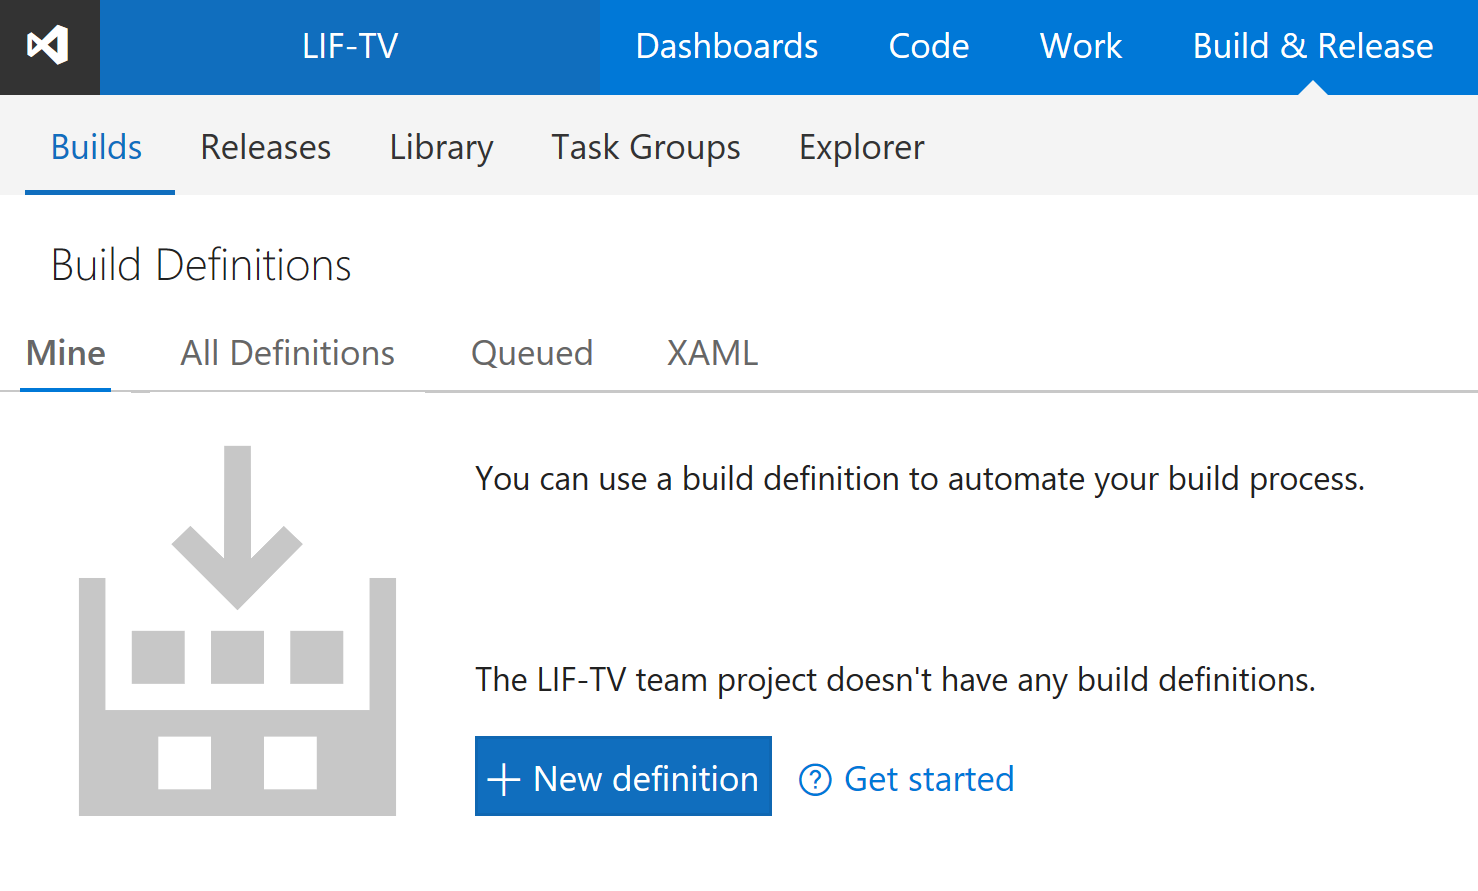 LIF-TV Dashboards Code Work Build & Release
Builds Releases Library Task Groups Explorer
Build Definitions
Mine All Definitions Queued XAML
You can use a build definition to automate your build process.
The LIF-TV team project doesn't have any build definitions.
+ New definition ? Get started